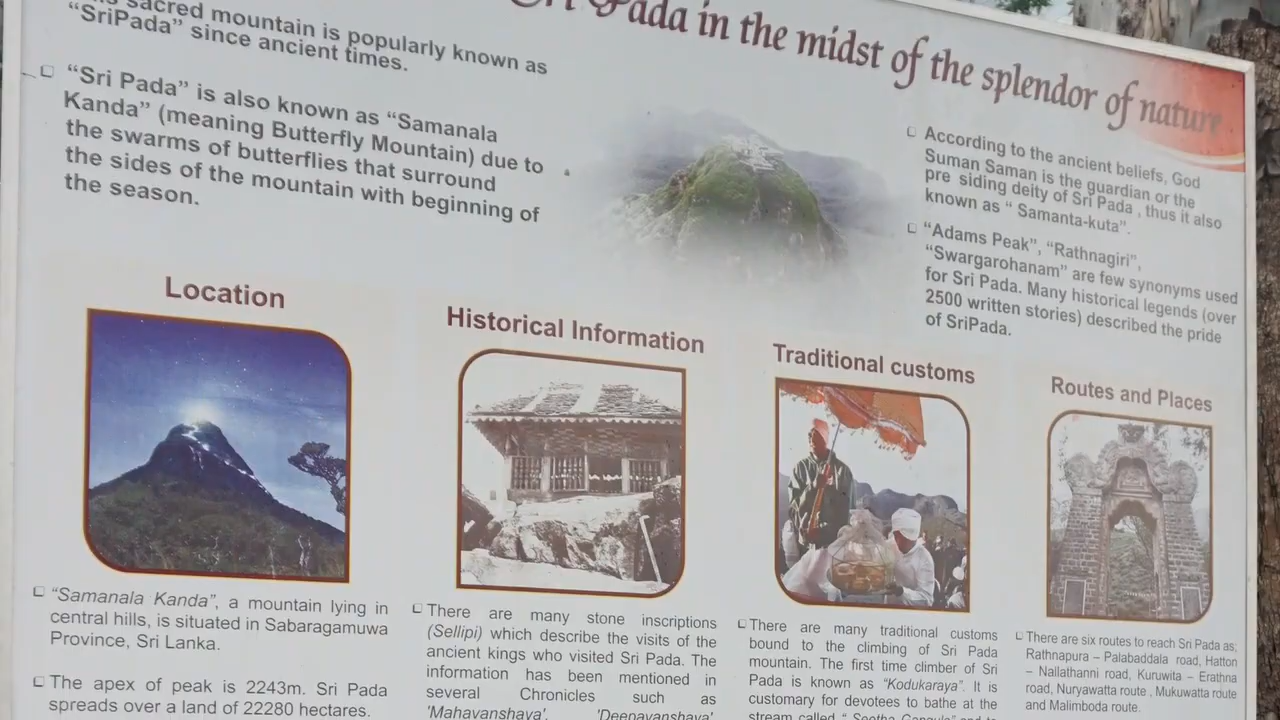 Sri Pada in the midst of the splendor of nature
sacred mountain is popularly known as
“SriPada” since ancient times.
“Sri Pada” is also known as “Samanala
Kanda” (meaning Butterfly Mountain) due to
the swarms of butterflies that surround
the sides of the mountain with beginning of
the season.
According to the ancient beliefs, God
Suman Saman is the guardian or the
pre siding deity of Sri Pada , thus it also
known as “ Samanta-kuta”.
“Adams Peak”, “Rathnagiri”,
“Swargarohanam” are few synonyms used
for Sri Pada. Many historical legends (over
2500 written stories) described the pride
of SriPada.
Location
“Samanala Kanda”, a mountain lying in
central hills, is situated in Sabaragamuwa
Province, Sri Lanka.
The apex of peak is 2243m. Sri Pada
spreads over a land of 22280 hectares.
Historical Information
There are many stone inscriptions
(Sellipi) which describe the visits of the
ancient kings who visited Sri Pada. The
information has been mentioned in
several Chronicles such as
'Mahavanshaya', 'Deepavanshaya',
Traditional customs
There are many traditional customs
bound to the climbing of Sri Pada
mountain. The first time climber of Sri
Pada is known as “Kodukaraya”. It is
customary for devotees to bathe at the
stream called “ Seetha Gangula” and to
Routes and Places
There are six routes to reach Sri Pada as;
Rathnapura – Palabaddala road, Hatton
– Nallathanni road, Kuruwita – Erathna
road, Nuryawatta route , Mukuwatta route
and Malimboda route.